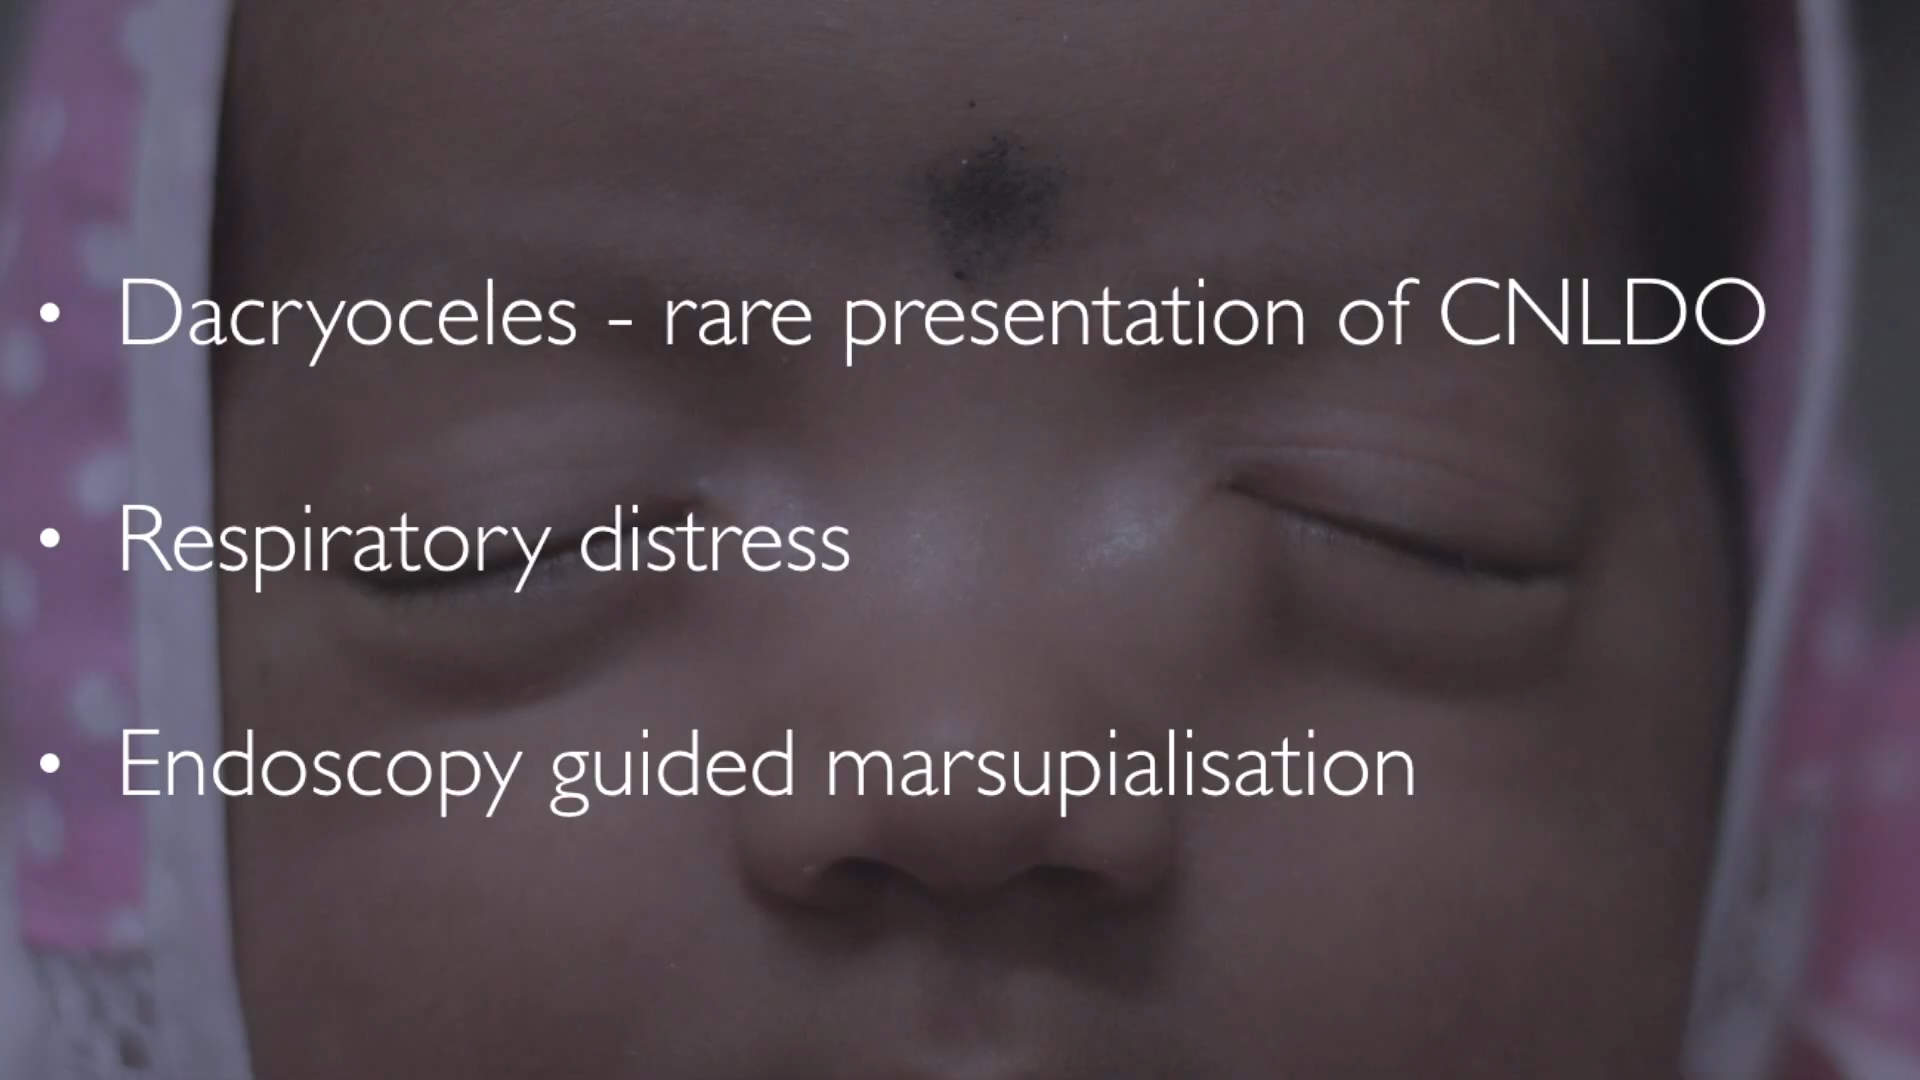 • Dacryoceles - rare presentation of CNLDO
• Respiratory distress
• Endoscopy guided marsupialisation